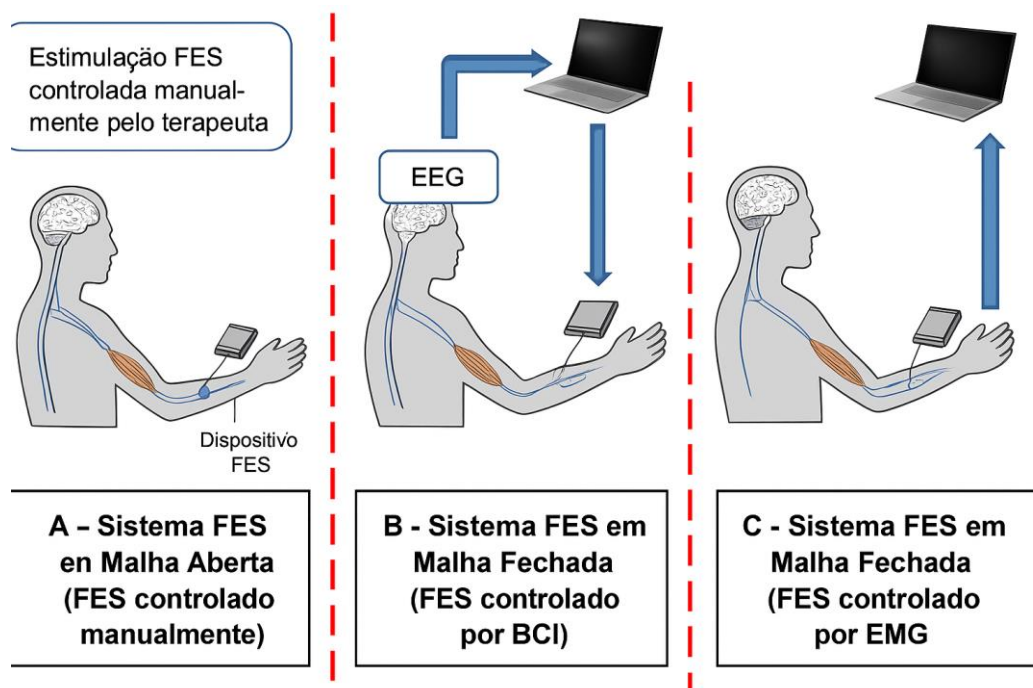 Estimulação FES
controlada manual-
mente pelo terapeuta
EEG
Dispositivo
FES
A – Sistema FES
en Malha Aberta
(FES controlado
manualmente)
B - Sistema FES em
Malha Fechada
(FES controlado
por BCI)
C - Sistema FES em
Malha Fechada
(FES controlado
por EMG